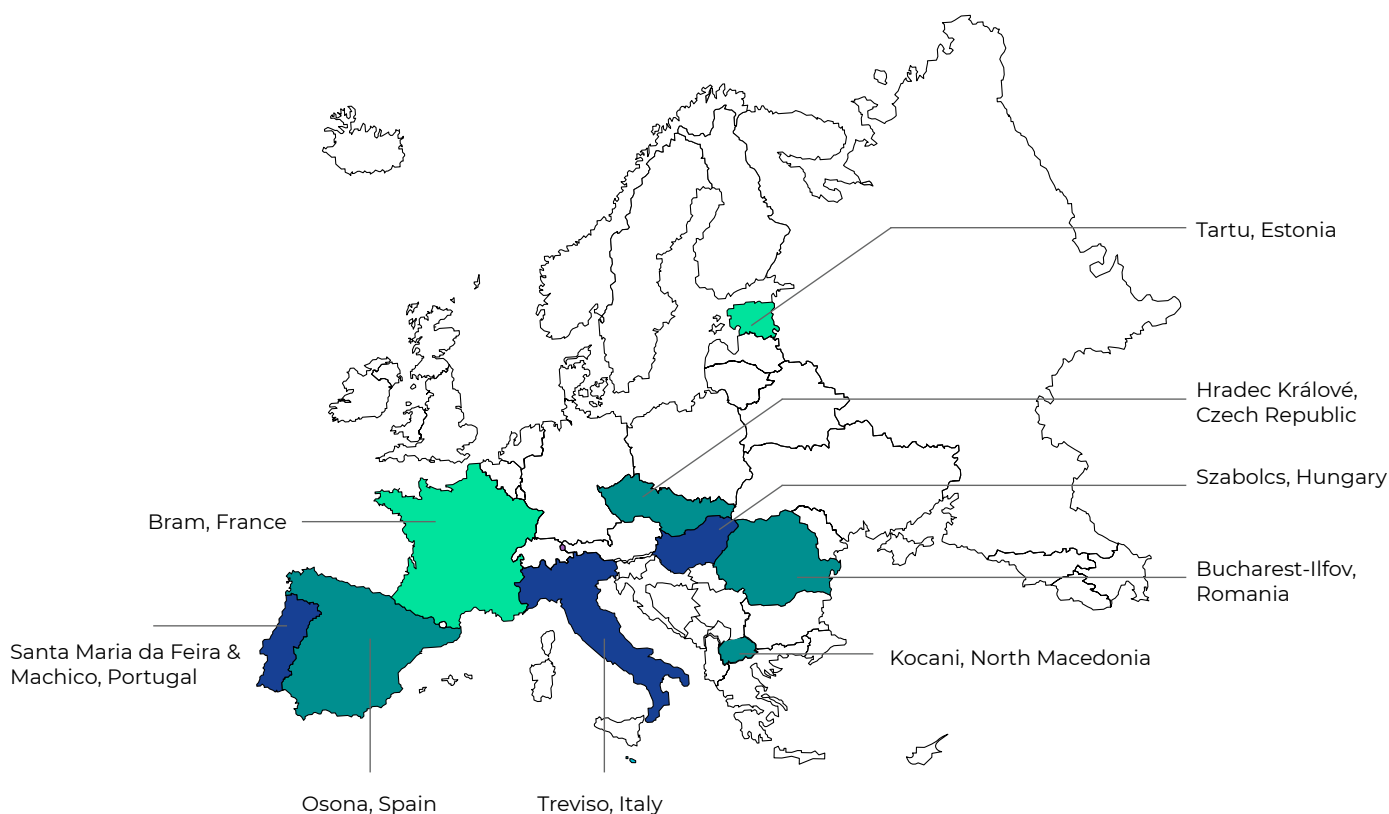 Tartu, Estonia
Hradec Králové,
Czech Republic
Szabolcs, Hungary
Bram, France
Bucharest-Ilfov,
Romania
Santa Maria da Feira &
Machico, Portugal
Kocani, North Macedonia
Osona, Spain
Treviso, Italy